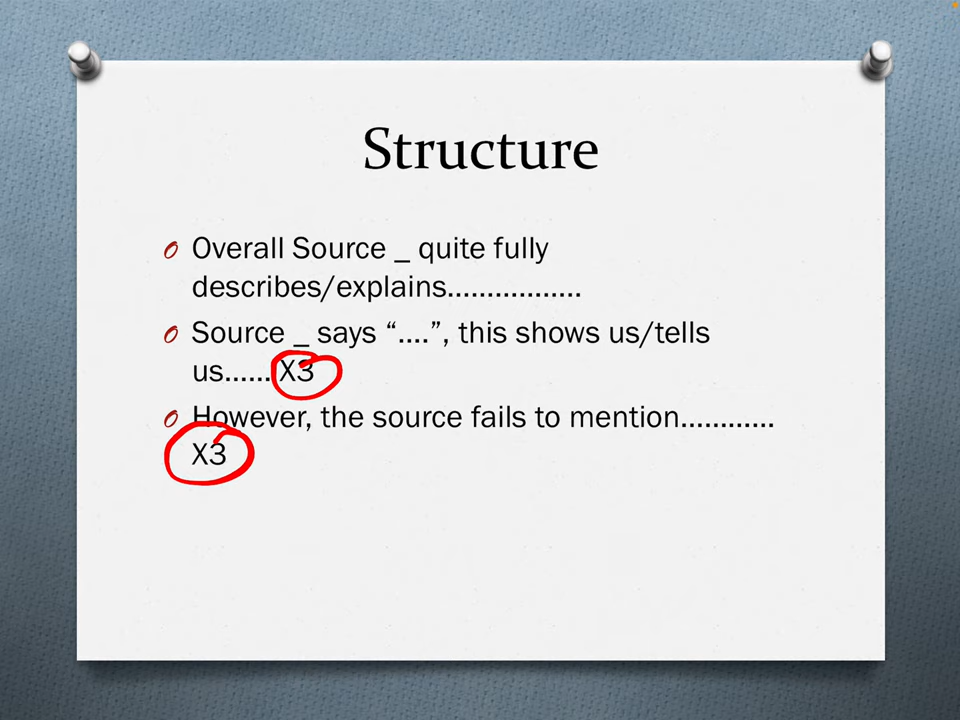 Structure
Overall Source _ quite fully
describes/explains.................
Source _ says “....”, this shows us/tells
us...... X3
However, the source fails to mention............
X3